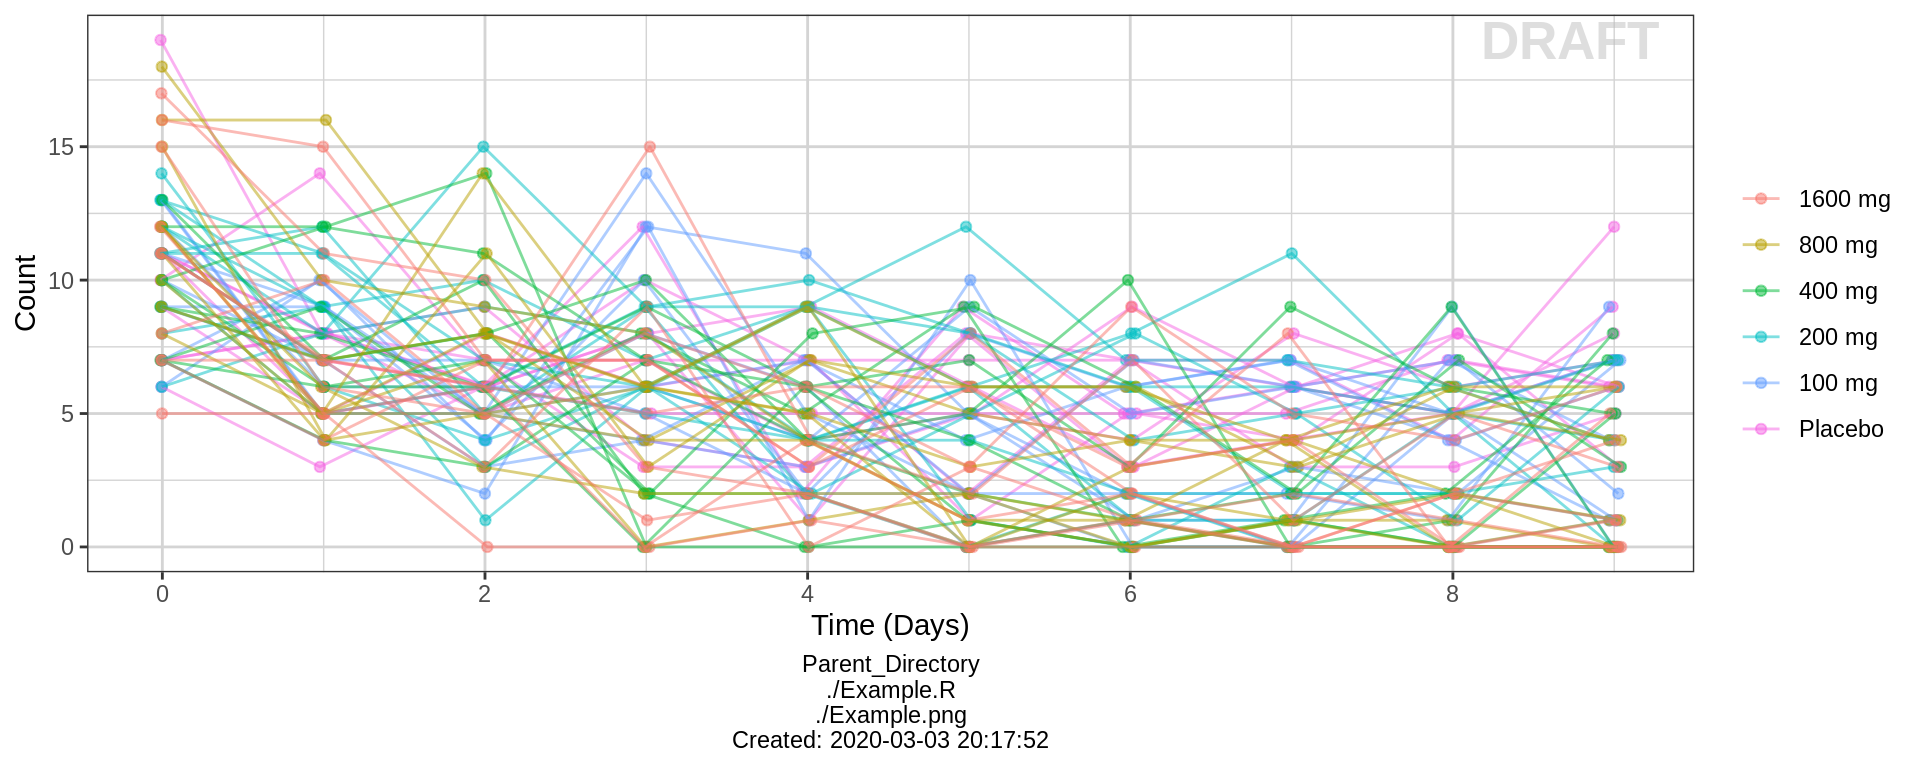 DRAFT
Count
15
10
5
0
0
2
4
6
8
Time (Days)
1600 mg
800 mg
400 mg
200 mg
100 mg
Placebo
Parent_Directory
./Example.R
./Example.png
Created: 2020-03-03 20:17:52